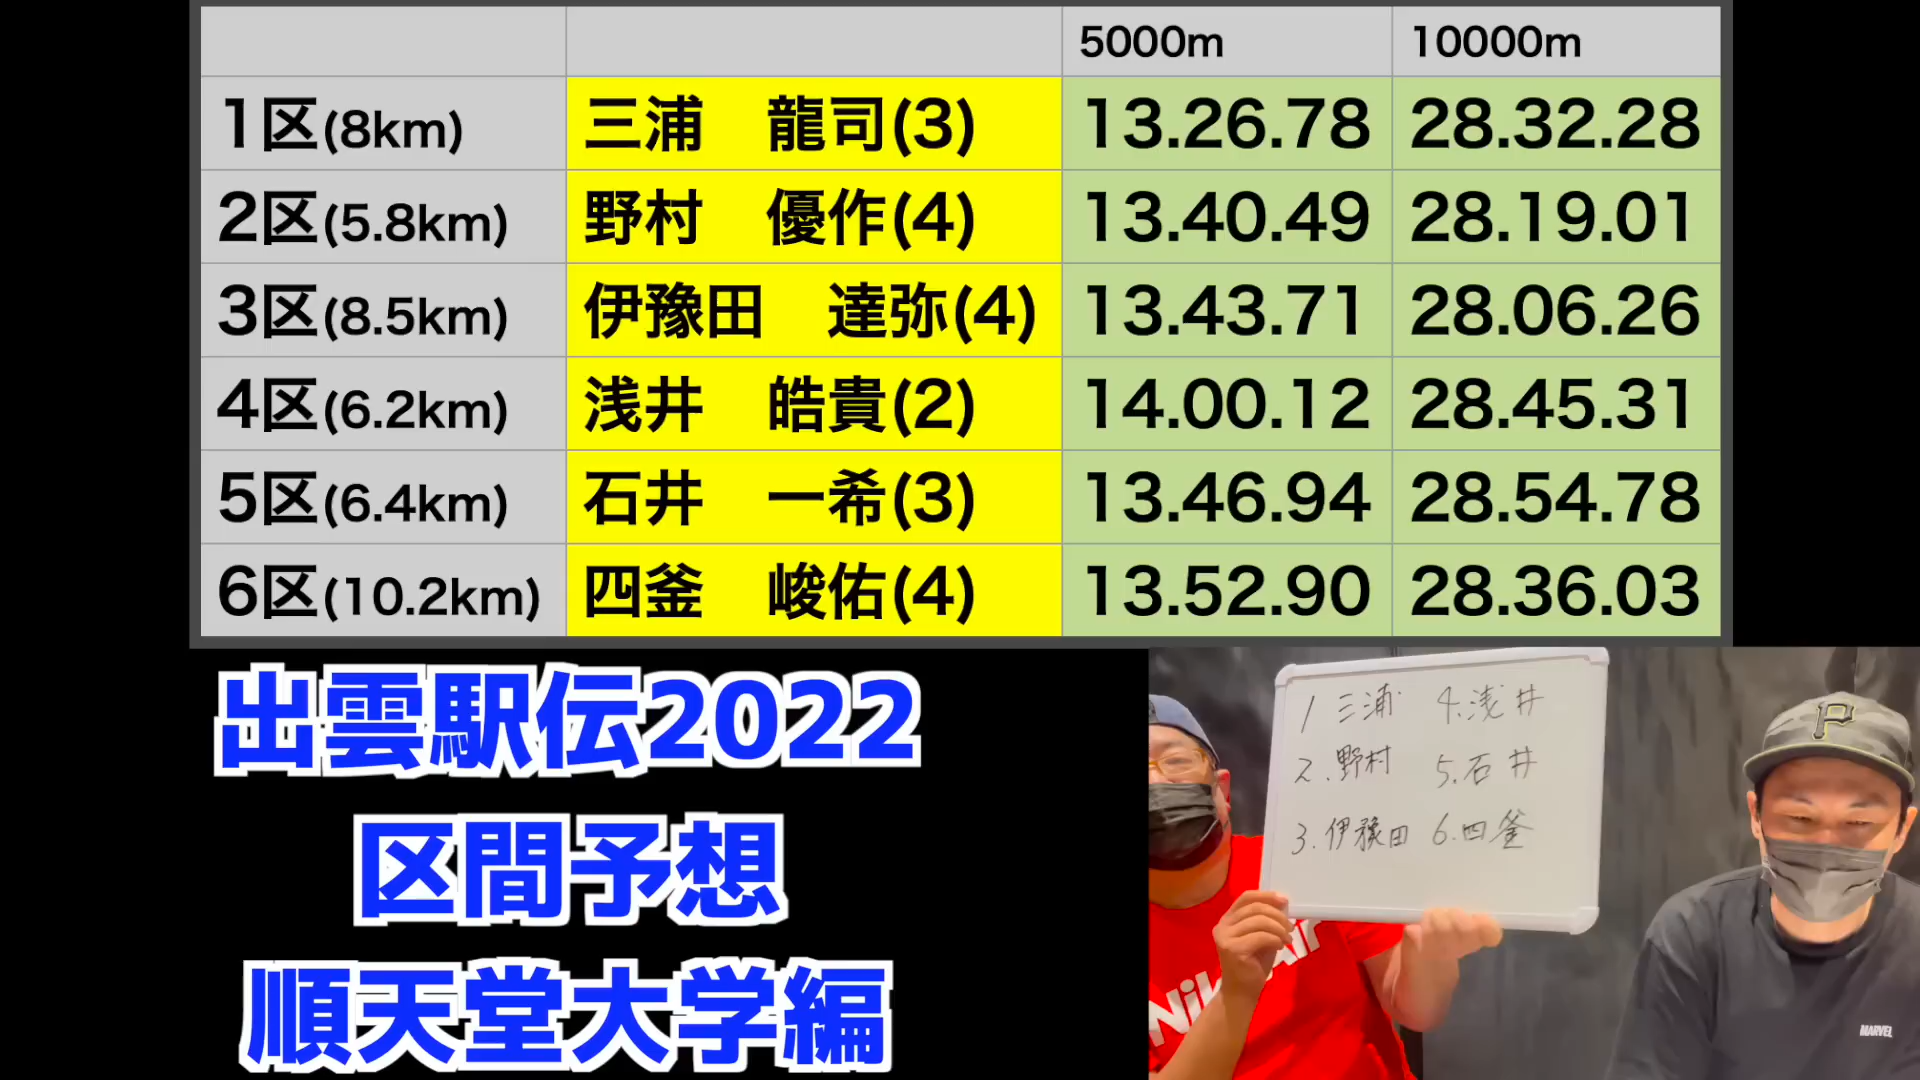 5000m 10000m
1区(8km) 三浦　龍司(3) 13.26.78 28.32.28
2区(5.8km) 野村　優作(4) 13.40.49 28.19.01
3区(8.5km) 伊豫田　達弥(4) 13.43.71 28.06.26
4区(6.2km) 浅井　皓貴(2) 14.00.12 28.45.31
5区(6.4km) 石井　一希(3) 13.46.94 28.54.78
6区(10.2km) 四釜　峻佑(4) 13.52.90 28.36.03
出雲駅伝2022
区間予想
順天堂大学編
1 三浦 4.浅井
2.野村 5.石井
3.伊豫田 6.四釜
P
Nike Air
MARVEL